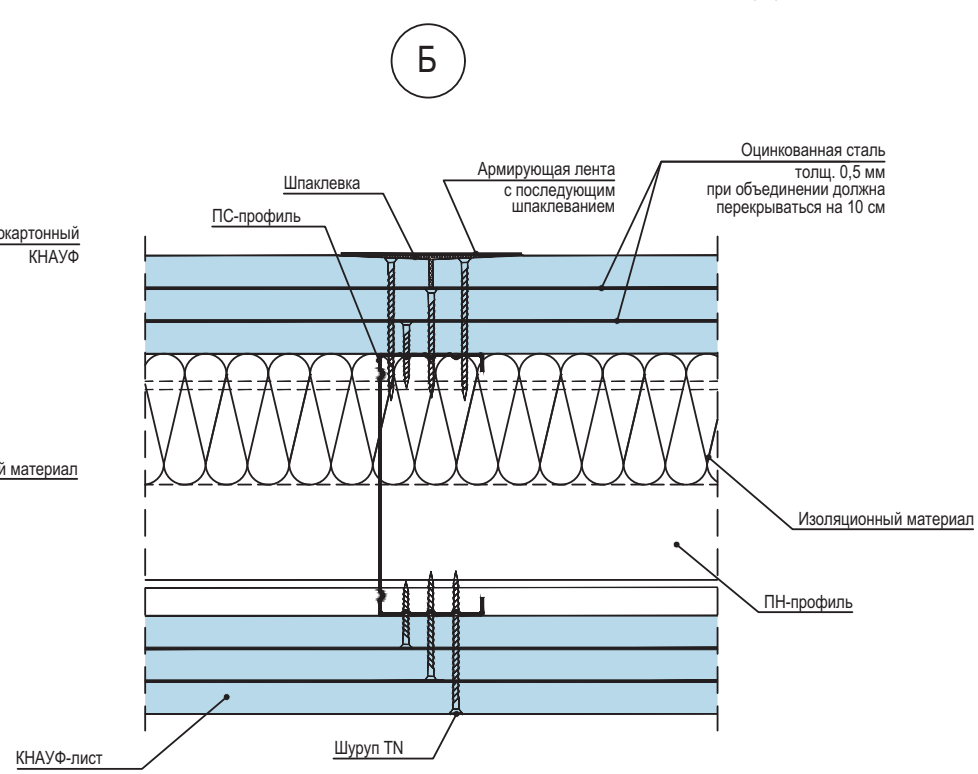 Б
Оцинкованная сталь
толщ. 0,5 мм
при объединении должна
перекрываться на 10 см
Армирующая лента
с последующим
шпаклеванием
Шпаклевка
ПС-профиль
КНАУФ
материал
Изоляционный материал
ПН-профиль
КНАУФ-лист
Шуруп TN